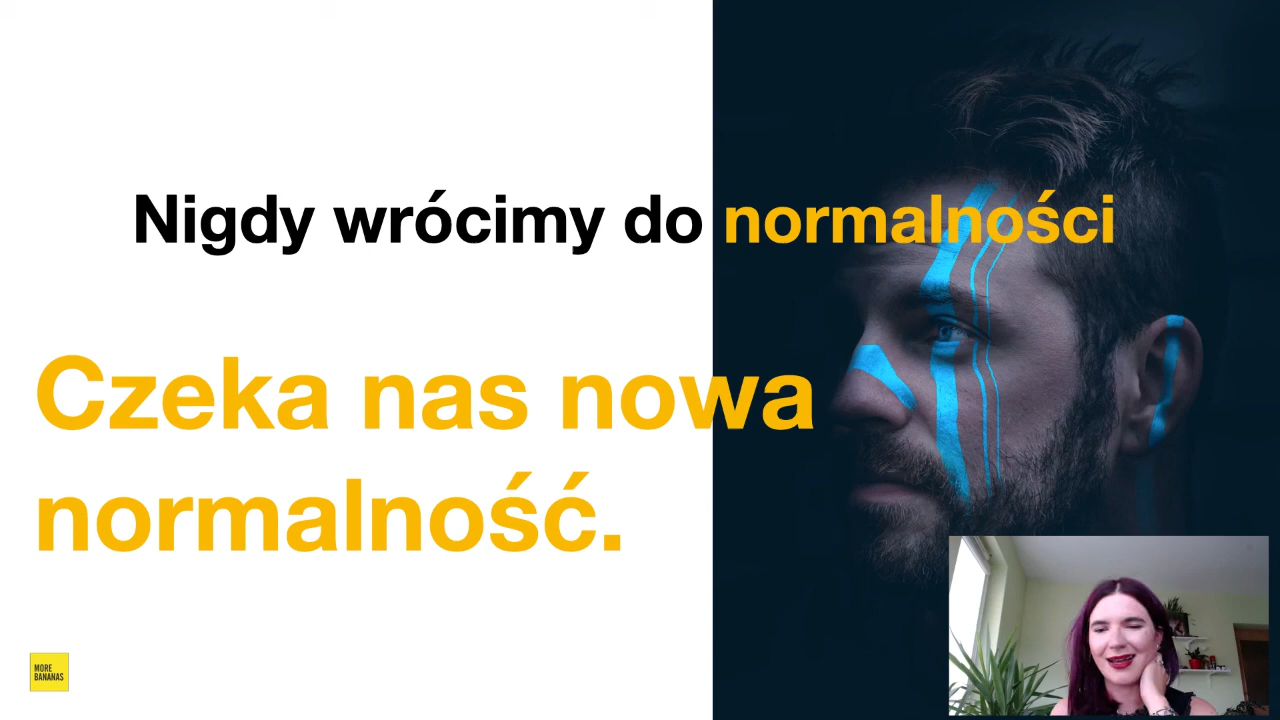 Nigdy wrócimy do normalności
Czeka nas nowa
normalność.
MORE
BANANAS